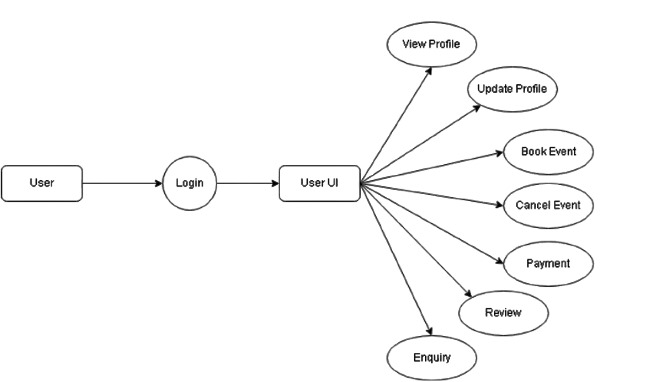 View Profile
Update Profile
Book Event
User
Login
User UI
Cancel Event
Payment
Review
Enquiry